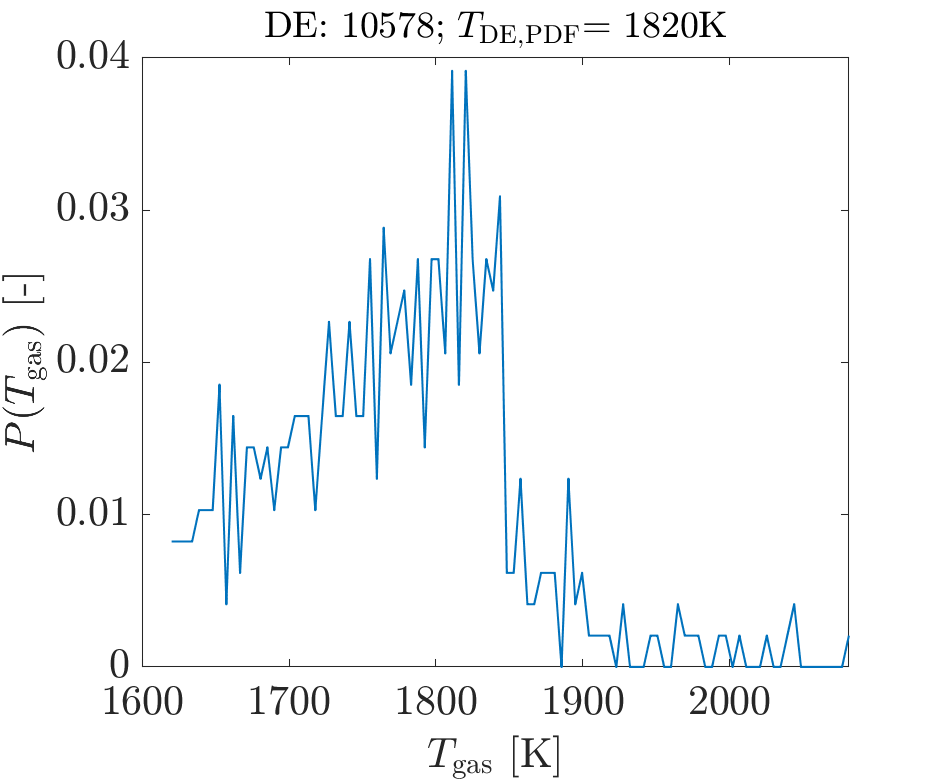 DE: 10578; T_DE,PDF= 1820K
0.04
0.03
0.02
0.01
0
P(T_gas) [-]
1600 1700 1800 1900 2000
T_gas [K]